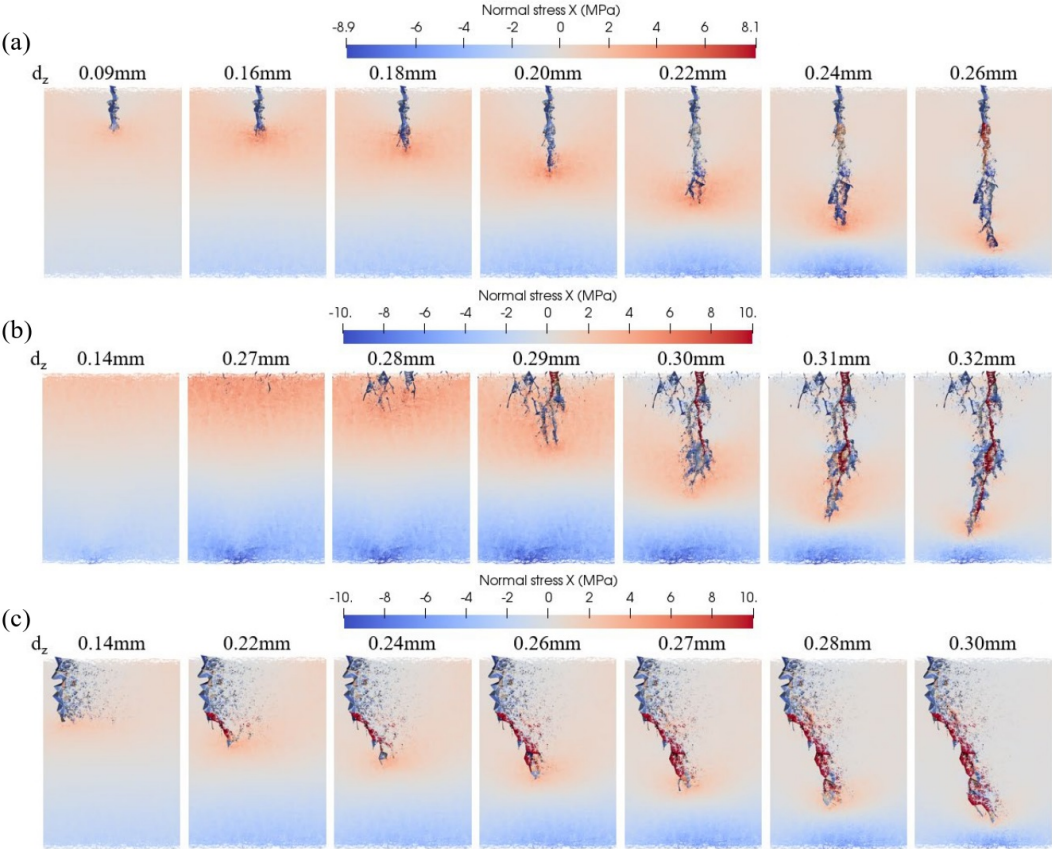 Normal stress X (MPa)
-8.9 -6 -4 -2 0 2 4 6 8.1
(a)
dz 0.09mm 0.16mm 0.18mm 0.20mm 0.22mm 0.24mm 0.26mm
Normal stress X (MPa)
-10. -8 -6 -4 -2 0 2 4 6 8 10.
(b)
dz 0.14mm 0.27mm 0.28mm 0.29mm 0.30mm 0.31mm 0.32mm
Normal stress X (MPa)
-10. -8 -6 -4 -2 0 2 4 6 8 10.
(c)
dz 0.14mm 0.22mm 0.24mm 0.26mm 0.27mm 0.28mm 0.30mm